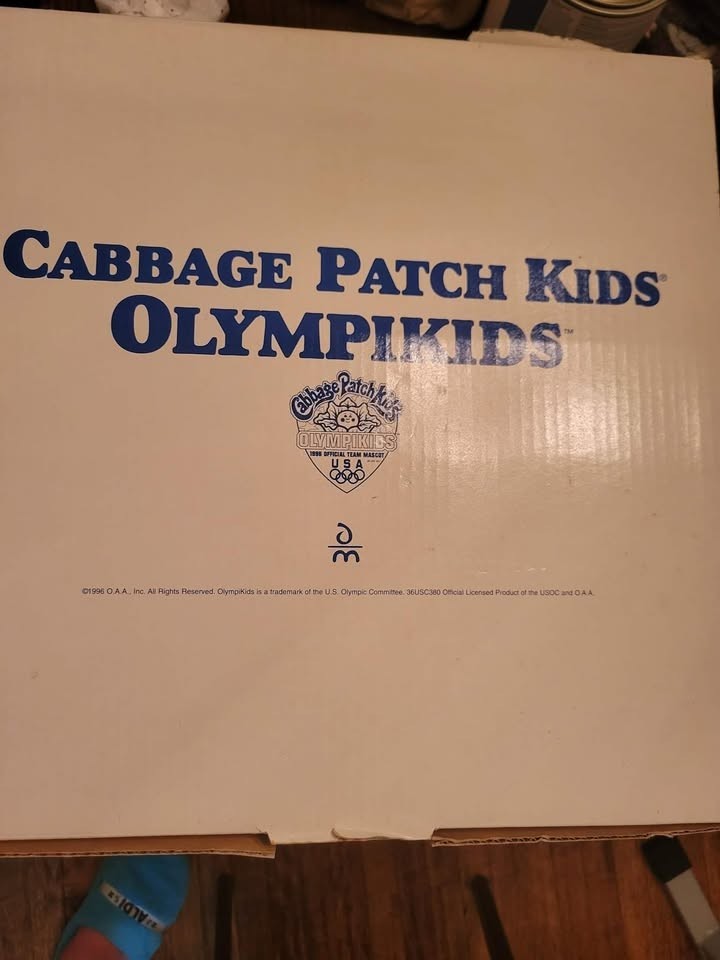 CABBAGE PATCH KIDS®
OLYMPIKIDS™
Cabbage Patch Kids
OLYMPIKIDS
1996 OFFICIAL TEAM MASCOT
USA
©1996 O.A.A., Inc. All Rights Reserved. OlympiKids is a trademark of the U.S. Olympic Committee. 36USC380 Official Licensed Product of the USOC and O.A.A.
ALDI